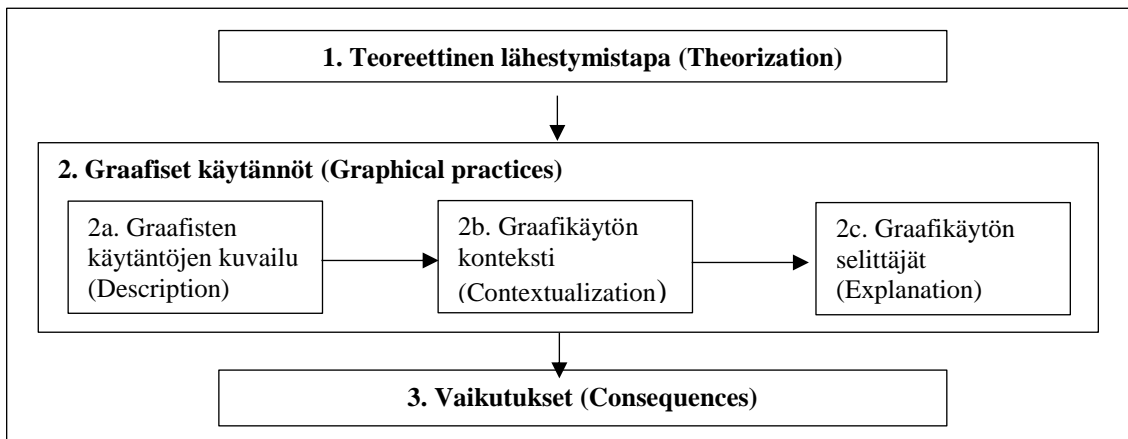 1. Teoreettinen lähestymistapa (Theorization)
2. Graafiset käytännöt (Graphical practices)
2a. Graafisten
käytäntöjen kuvailu
(Description)
2b. Graafikäytön
konteksti
(Contextualization)
2c. Graafikäytön
selittäjät
(Explanation)
3. Vaikutukset (Consequences)